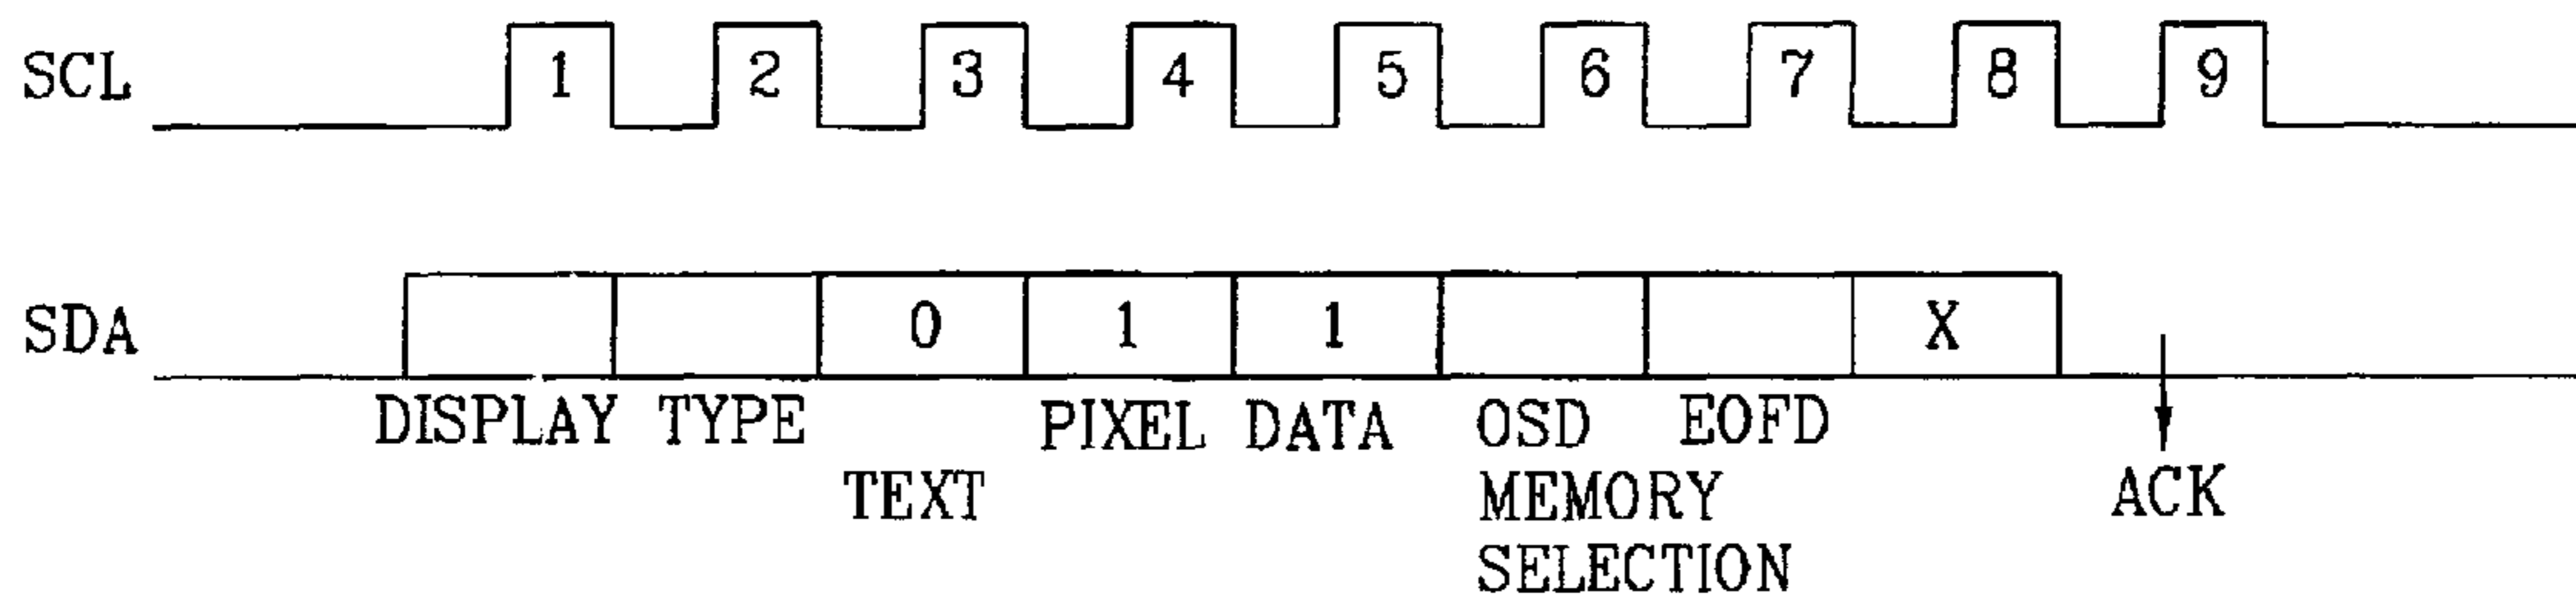 SCL 1 2 3 4 5 6 7 8 9
SDA 0 1 1 X
DISPLAY TYPE PIXEL DATA OSD EOFD
TEXT MEMORY ACK
SELECTION